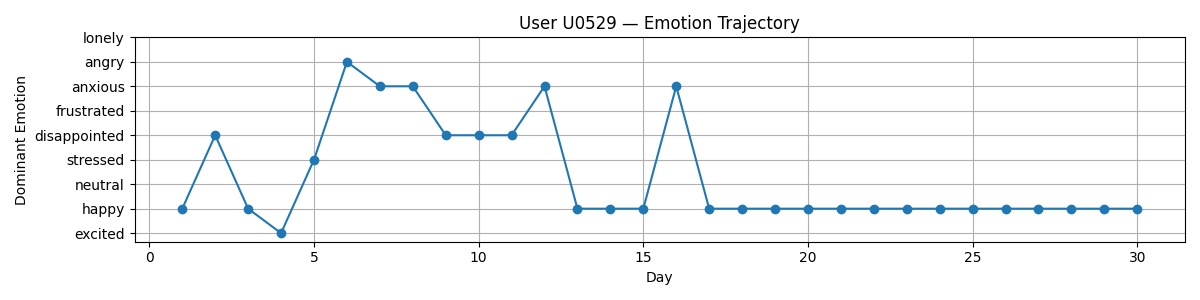 User U0529 — Emotion Trajectory
lonely
angry
anxious
frustrated
disappointed
stressed
neutral
happy
excited
Dominant Emotion
0 5 10 15 20 25 30
Day